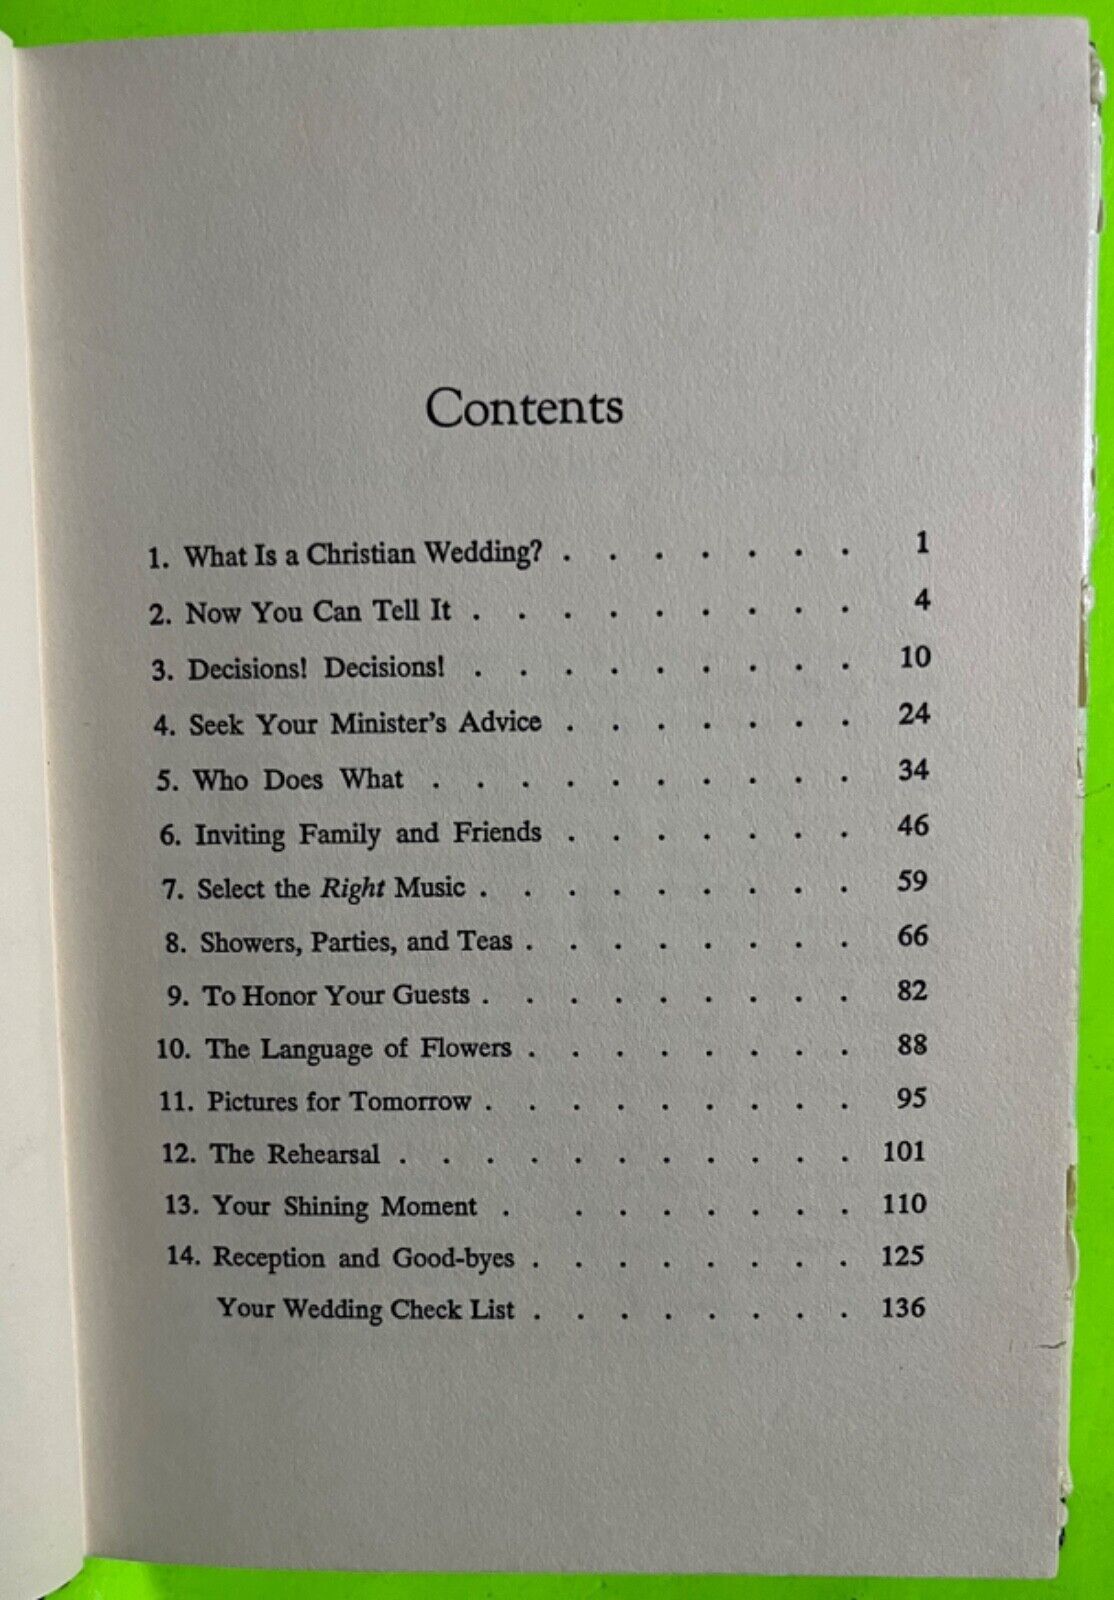 Contents
1. What Is a Christian Wedding? . . . . . . . 1
2. Now You Can Tell It . . . . . . . . . 4
3. Decisions! Decisions! . . . . . . . . . 10
4. Seek Your Minister's Advice . . . . . . . 24
5. Who Does What . . . . . . . . . . 34
6. Inviting Family and Friends . . . . . . . 46
7. Select the Right Music . . . . . . . . . 59
8. Showers, Parties, and Teas . . . . . . . . 66
9. To Honor Your Guests . . . . . . . . . 82
10. The Language of Flowers . . . . . . . . 88
11. Pictures for Tomorrow . . . . . . . . . 95
12. The Rehearsal . . . . . . . . . . . 101
13. Your Shining Moment . . . . . . . . 110
14. Reception and Good-byes . . . . . . . . 125
Your Wedding Check List . . . . . . . . 136